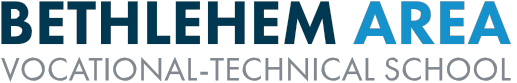 BETHLEHEM AREA
VOCATIONAL-TECHNICAL SCHOOL